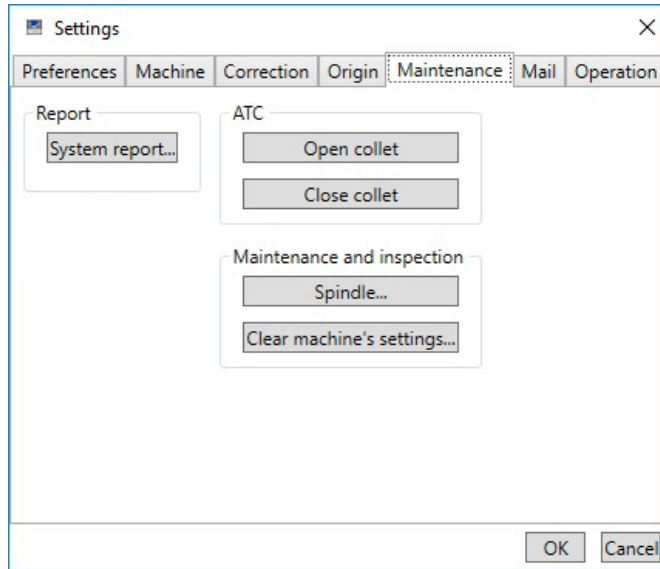 Settings
Preferences Machine Correction Origin Maintenance Mail Operation
Report
System report...
ATC
Open collet
Close collet
Maintenance and inspection
Spindle...
Clear machine's settings...
OK Cancel